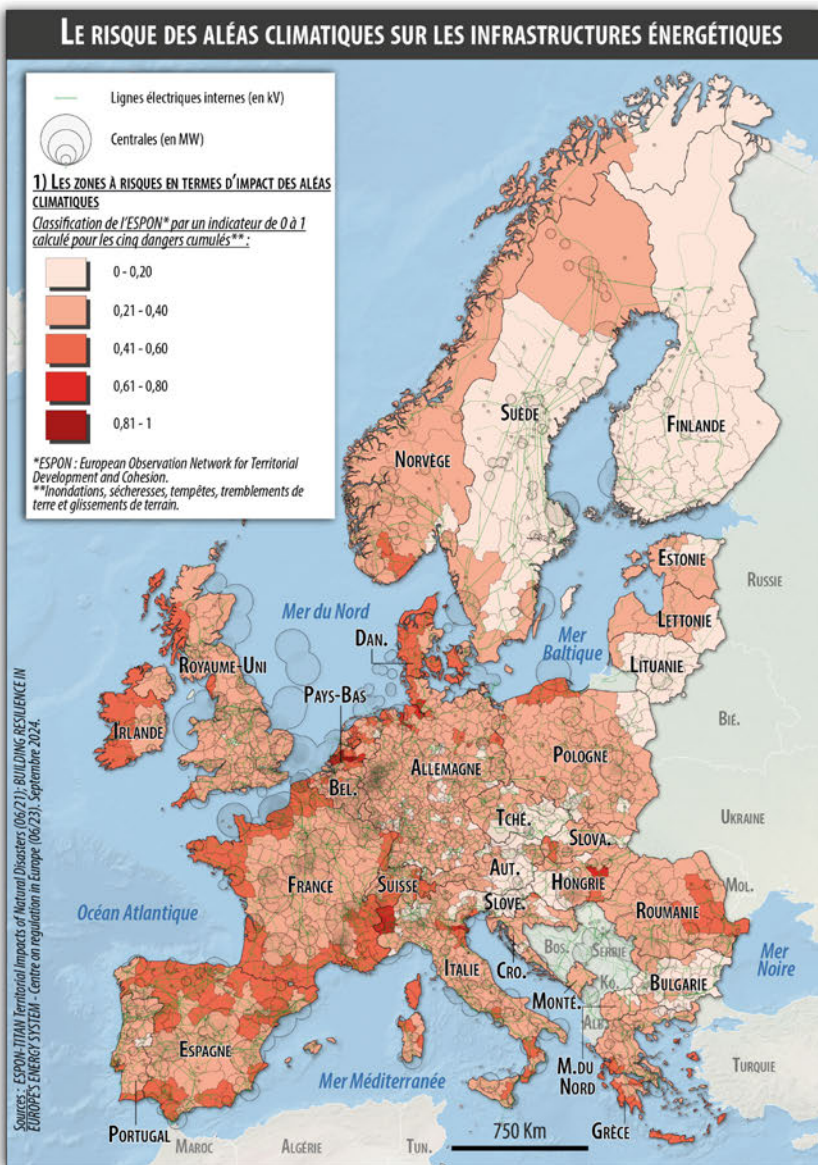 LE RISQUE DES ALÉAS CLIMATIQUES SUR LES INFRASTRUCTURES ÉNERGÉTIQUES
Lignes électriques internes (en kV)
Centrales (en MW)
1) LES ZONES À RISQUES EN TERMES D'IMPACT DES ALÉAS
CLIMATIQUES
Classification de l'ESPON* par un indicateur de 0 à 1
calculé pour les cinq dangers cumulés** :
0 - 0,20
0,21 - 0,40
0,41 - 0,60
0,61 - 0,80
0,81 - 1
*ESPON : European Observation Network for Territorial
Development and Cohesion.
**Inondations, sécheresses, tempêtes, tremblements de
terre et glissements de terrain.
SUÈDE
FINLANDE
NORVÈGE
ESTONIE
RUSSIE
Mer du Nord
LETTONIE
DAN.
Mer
Baltique
ROYAUME-UNI
LITUANIE
PAYS-BAS
BIÉ.
IRLANDE
POLOGNE
ALLEMAGNE
BEL.
TCHÉ.
UKRAINE
SLOVA.
AUT.
MOL.
FRANCE
SUISSE
HONGRIE
SLOVE.
ROUMANIE
Océan Atlantique
BOS.
SERBIE
Mer
Noire
ITALIE
CRO.
KO.
BULGARIE
MONTÉ.
ALB.
ESPAGNE
TURQUIE
Mer Méditerranée
M.DU
NORD
PORTUGAL
MAROC
ALGÉRIE
TUN.
750 Km
GRÈCE
Sources : ESPON-TITAN Territorial Impacts of Natural Disasters (06/21); BUILDING RESILIENCE IN
EUROPE'S ENERGY SYSTEM - Centre on regulation in Europe (06/23). Septembre 2024.